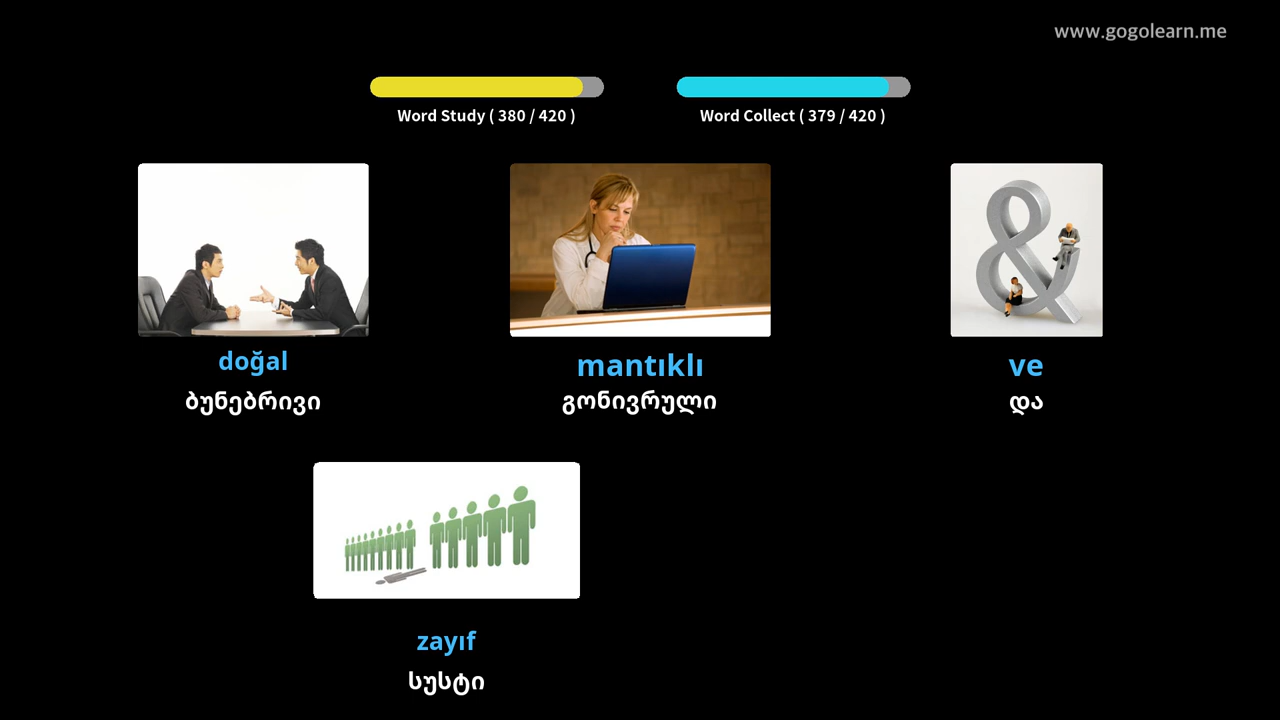 www.gogolearn.me
Word Study ( 380 / 420 )
Word Collect ( 379 / 420 )
doğal
ბუნებრივი
mantıklı
გონივრული
ve
და
zayıf
სუსტი